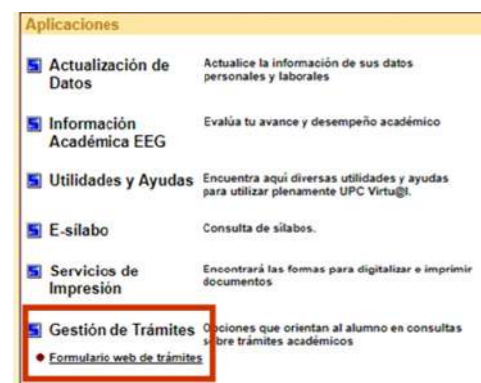 Aplicaciones
Actualización de
Datos
Actualice la información de sus datos
personales y laborales
Información
Académica EEG
Evalúa tu avance y desempeño académico
Utilidades y Ayudas
Encuentra aquí diversas utilidades y ayudas
para utilizar plenamente UPC Virtu@l.
E-sílabo
Consulta de sílabos.
Servicios de
Impresión
Encontrará las formas para digitalizar e imprimir
documentos
Gestión de Trámites
Opciones que orientan al alumno en consultas
sobre trámites académicos
Formulario web de trámites